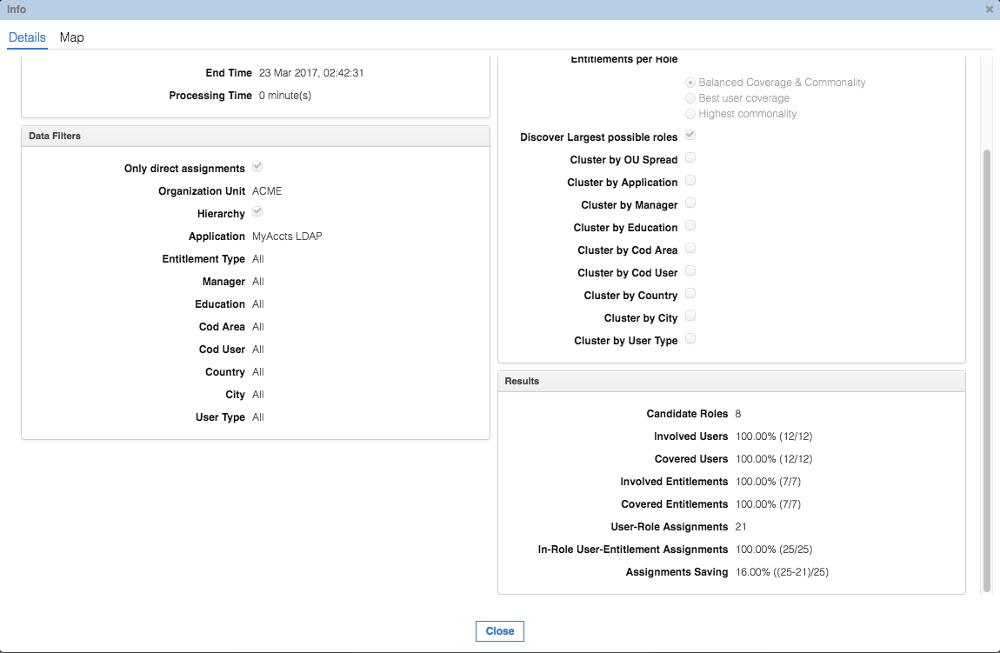 Info
Details Map
End Time 23 Mar 2017, 02:42:31
Processing Time 0 minute(s)
Data Filters
Only direct assignments
Organization Unit ACME
Hierarchy
Application MyAccts LDAP
Entitlement Type All
Manager All
Education All
Cod Area All
Cod User All
Country All
City All
User Type All
Entitlements per Role
Balanced Coverage & Commonality
Best user coverage
Highest commonality
Discover Largest possible roles
Cluster by OU Spread
Cluster by Application
Cluster by Manager
Cluster by Education
Cluster by Cod Area
Cluster by Cod User
Cluster by Country
Cluster by City
Cluster by User Type
Results
Candidate Roles 8
Involved Users 100.00% (12/12)
Covered Users 100.00% (12/12)
Involved Entitlements 100.00% (7/7)
Covered Entitlements 100.00% (7/7)
User-Role Assignments 21
In-Role User-Entitlement Assignments 100.00% (25/25)
Assignments Saving 16.00% ((25-21)/25)
Close